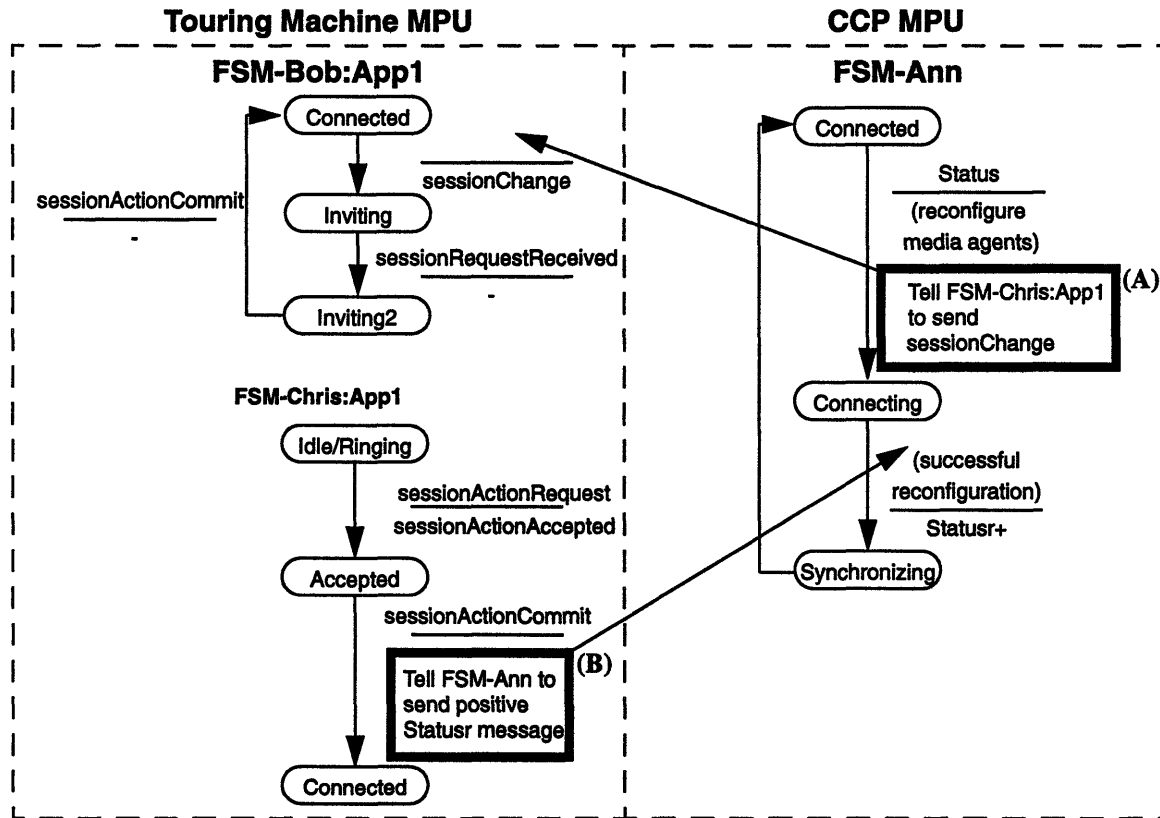 Touring Machine MPU
CCP MPU
FSM-Bob:App1
Connected
sessionChange
sessionActionCommit
-
Inviting
sessionRequestReceived
-
Inviting2
FSM-Chris:App1
Idle/Ringing
sessionActionRequest
sessionActionAccepted
Accepted
sessionActionCommit
(B)
Tell FSM-Ann to
send positive
Statusr message
Connected
FSM-Ann
Connected
Status
(reconfigure
media agents)
(A)
Tell FSM-Chris:App1
to send
sessionChange
Connecting
(successful
reconfiguration)
Statusr+
Synchronizing